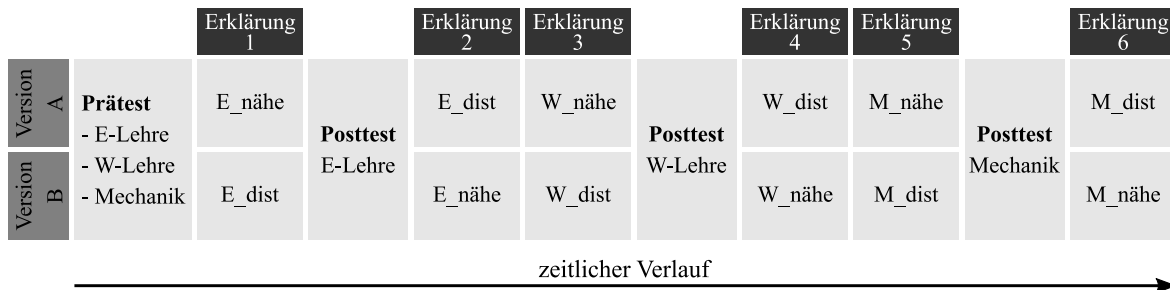 Erklärung
1
Erklärung
2
Erklärung
3
Erklärung
4
Erklärung
5
Erklärung
6
Version
A
Prätest
- E-Lehre
- W-Lehre
- Mechanik
E_nähe
Posttest
E-Lehre
E_dist
W_nähe
Posttest
W-Lehre
W_dist
M_nähe
Posttest
Mechanik
M_dist
Version
B
E_dist
E_nähe
W_dist
W_nähe
M_dist
M_nähe
zeitlicher Verlauf